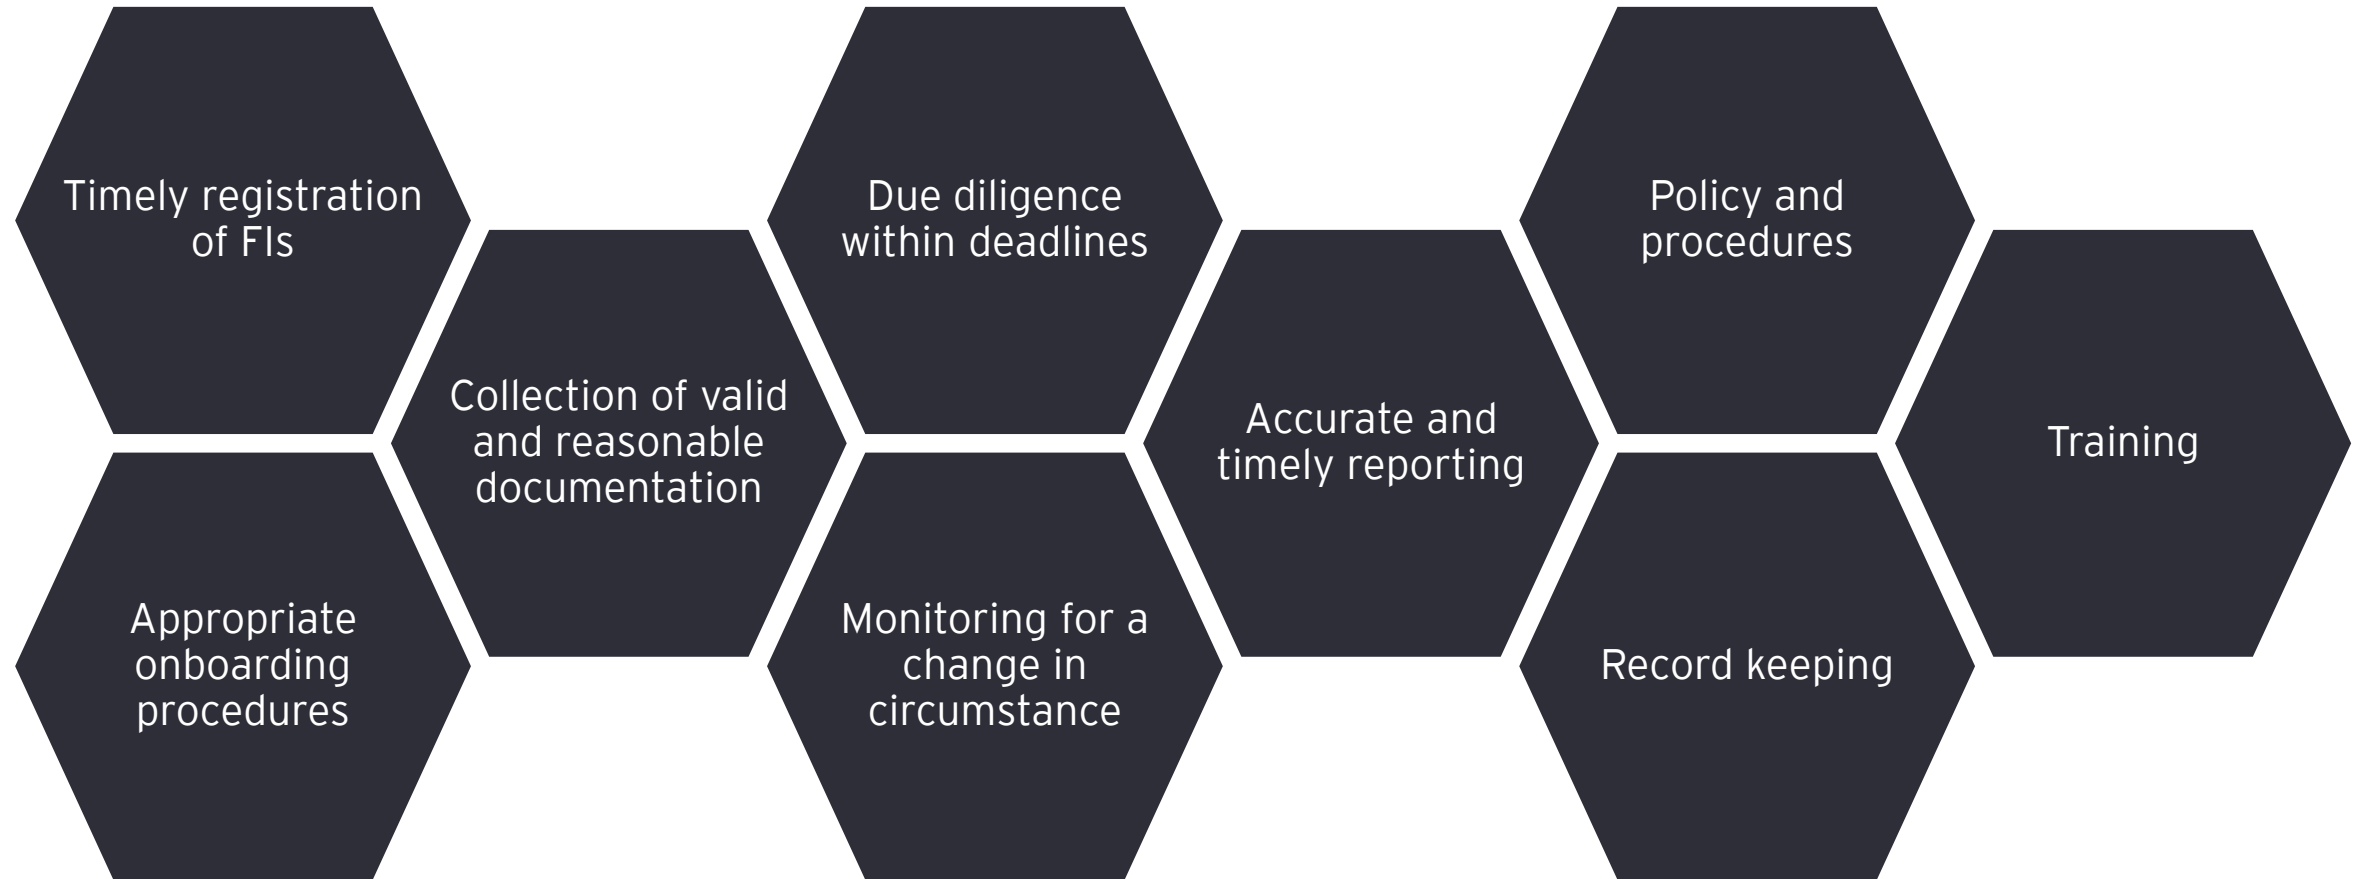 Timely registration
of FIs
Appropriate
onboarding
procedures
Collection of valid
and reasonable
documentation
Due diligence
within deadlines
Monitoring for a
change in
circumstance
Accurate and
timely reporting
Policy and
procedures
Record keeping
Training